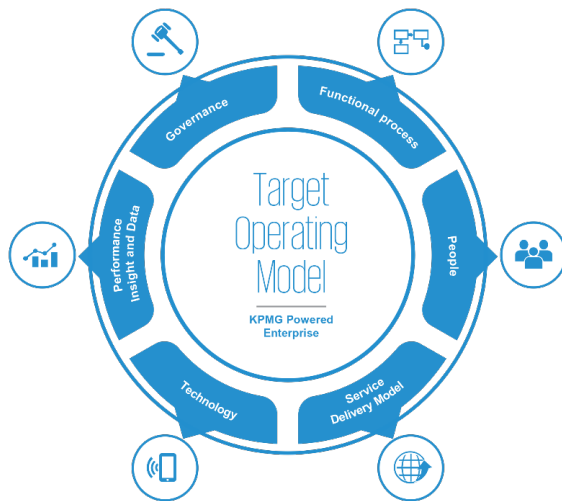 Target
Operating
Model
KPMG Powered
Enterprise
Governance
Functional process
People
Service
Delivery Model
Technology
Performance
Insight and Data